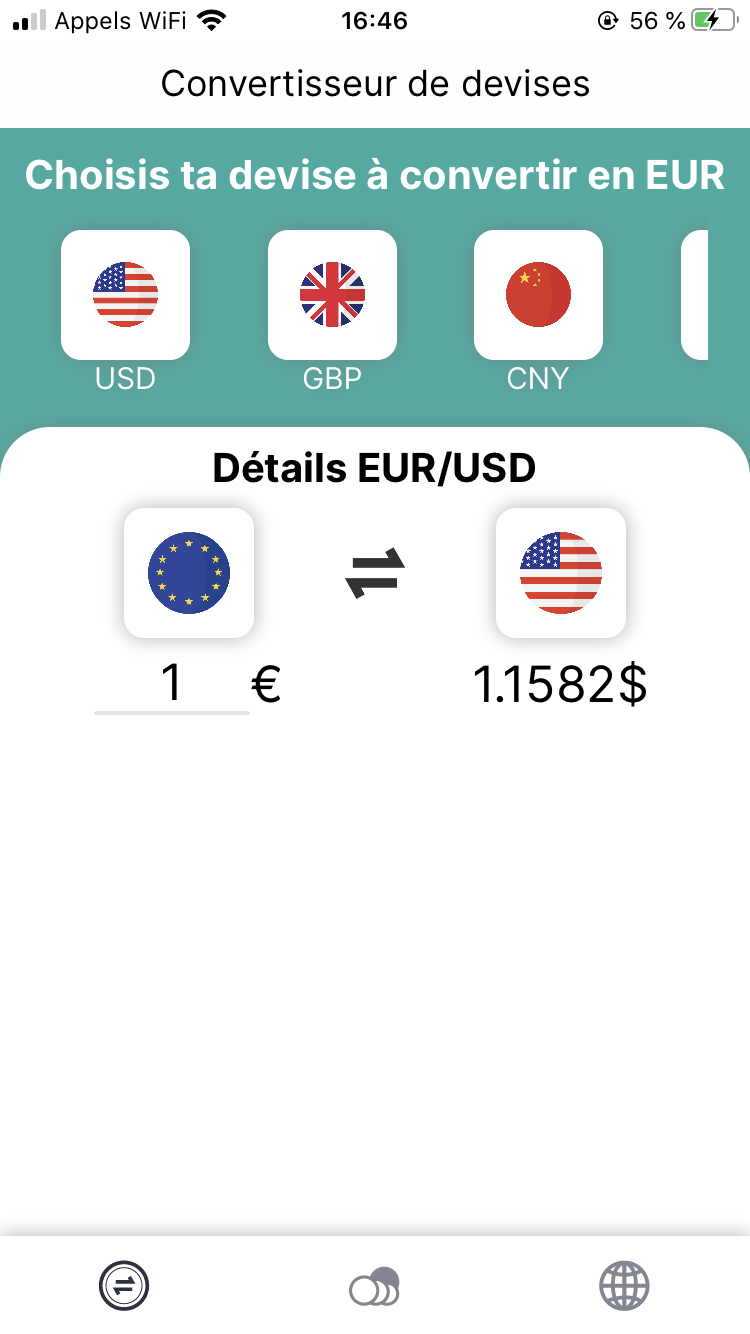 Appels WiFi 16:46 56 %
Convertisseur de devises
Choisis ta devise à convertir en EUR
USD GBP CNY
Détails EUR/USD
1 € 1.1582$